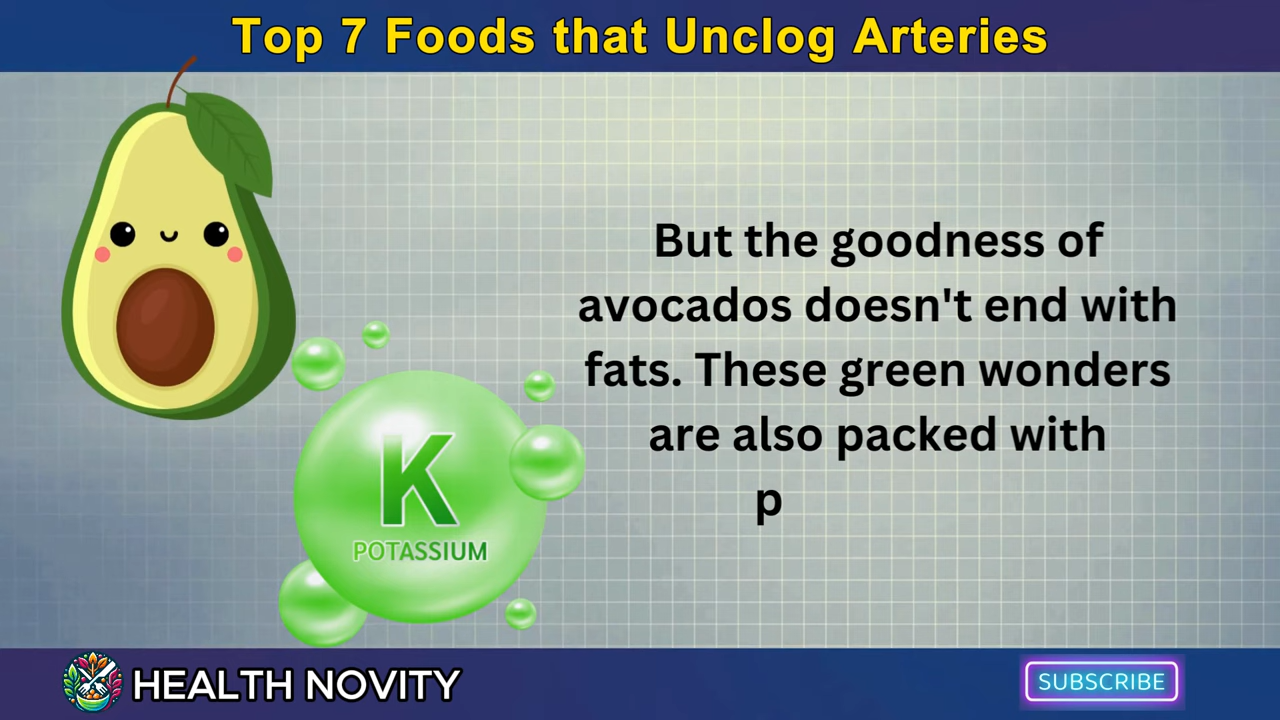 Top 7 Foods that Unclog Arteries
But the goodness of
avocados doesn't end with
fats. These green wonders
are also packed with
p
K
POTASSIUM
HEALTH NOVITY
SUBSCRIBE